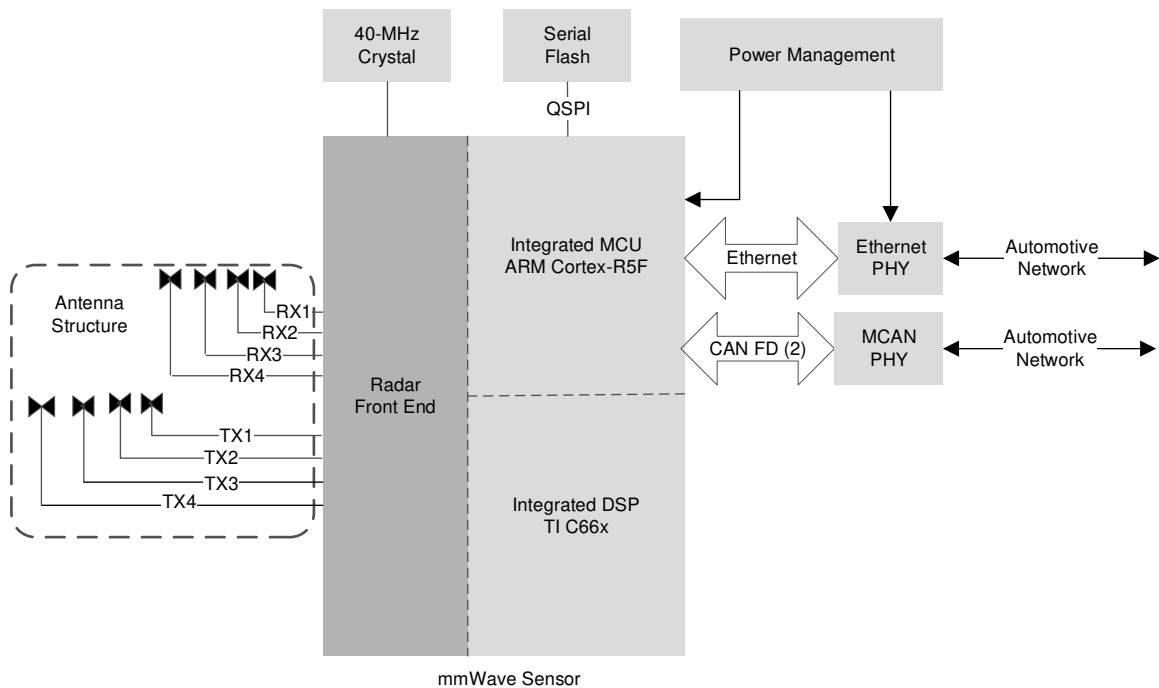 40-MHz
Crystal
Serial
Flash
Power Management
QSPI
Integrated MCU
ARM Cortex-R5F
Ethernet
Ethernet
PHY
Automotive
Network
Antenna
Structure
RX1
RX2
RX3
RX4
CAN FD (2)
MCAN
PHY
Automotive
Network
Radar
Front End
TX1
TX2
TX3
TX4
Integrated DSP
TI C66x
mmWave Sensor